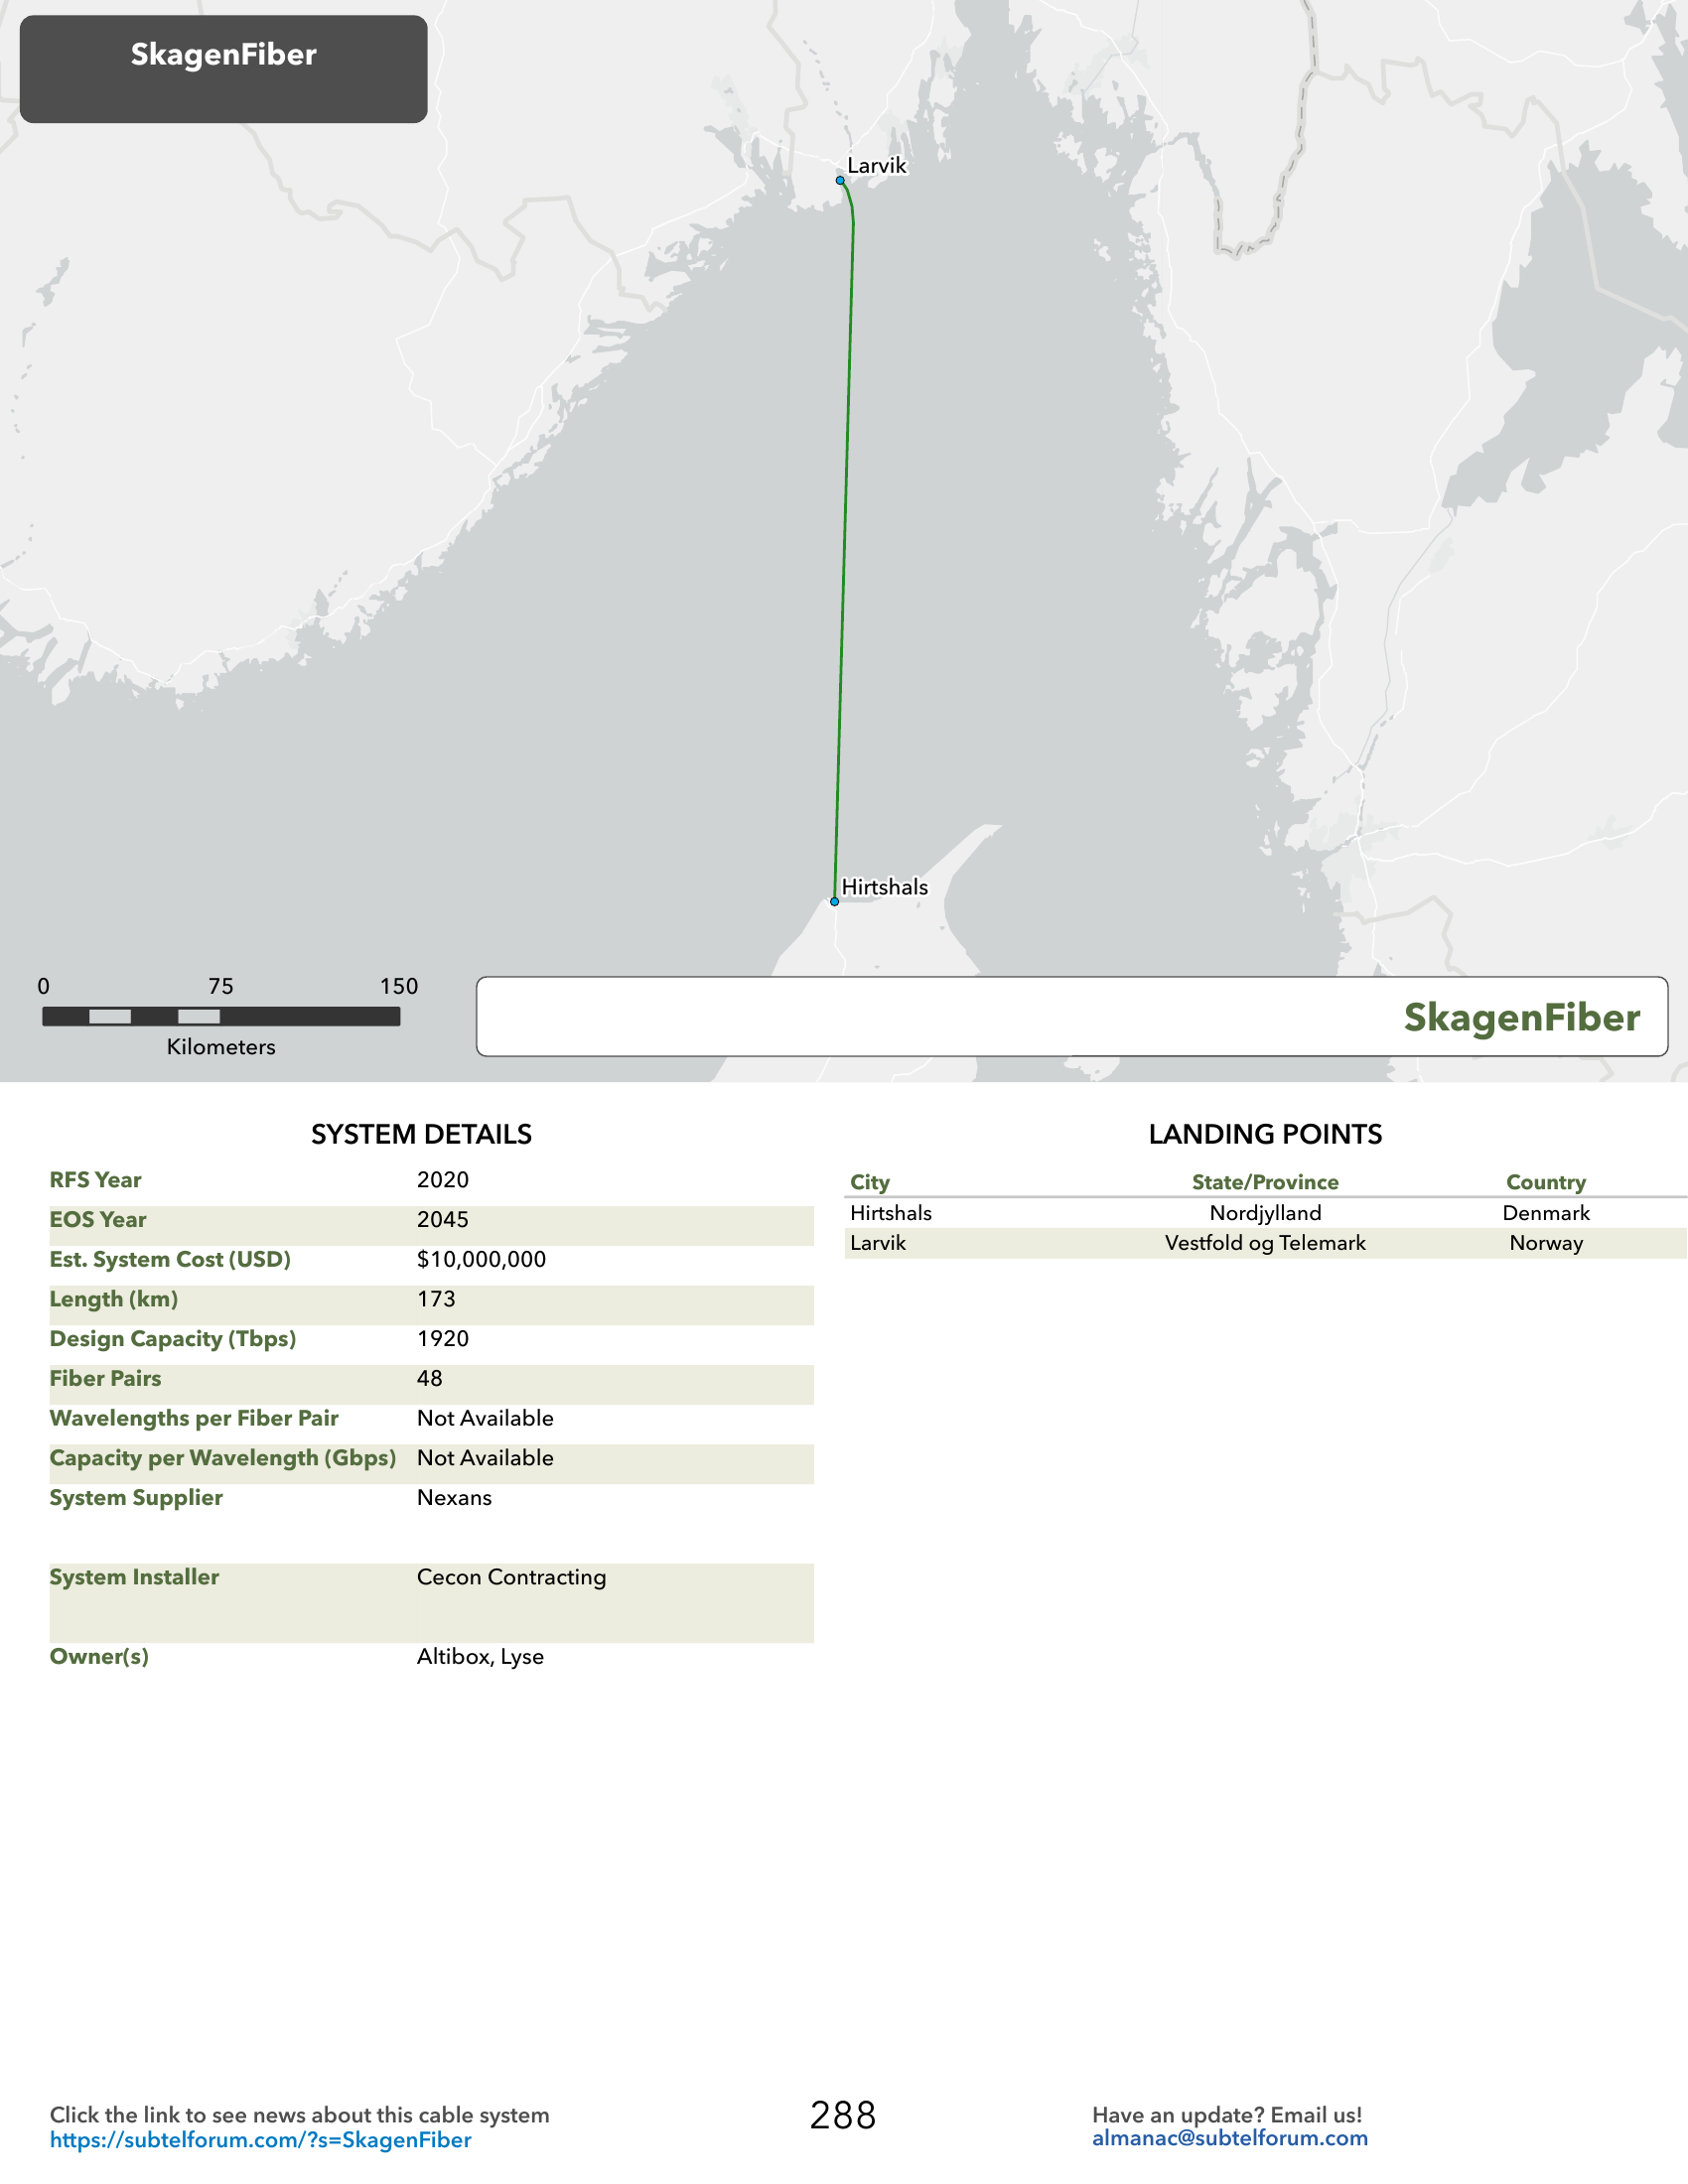 SkagenFiber
Larvik
Hirtshals
0 75 150
Kilometers
SkagenFiber
SYSTEM DETAILS
RFS Year 2020
EOS Year 2045
Est. System Cost (USD) $10,000,000
Length (km) 173
Design Capacity (Tbps) 1920
Fiber Pairs 48
Wavelengths per Fiber Pair Not Available
Capacity per Wavelength (Gbps) Not Available
System Supplier Nexans
System Installer Cecon Contracting
Owner(s) Altibox, Lyse
LANDING POINTS
City State/Province Country
Hirtshals Nordjylland Denmark
Larvik Vestfold og Telemark Norway
Click the link to see news about this cable system
https://subtelforum.com/?s=SkagenFiber
288
Have an update? Email us!
almanac@subtelforum.com